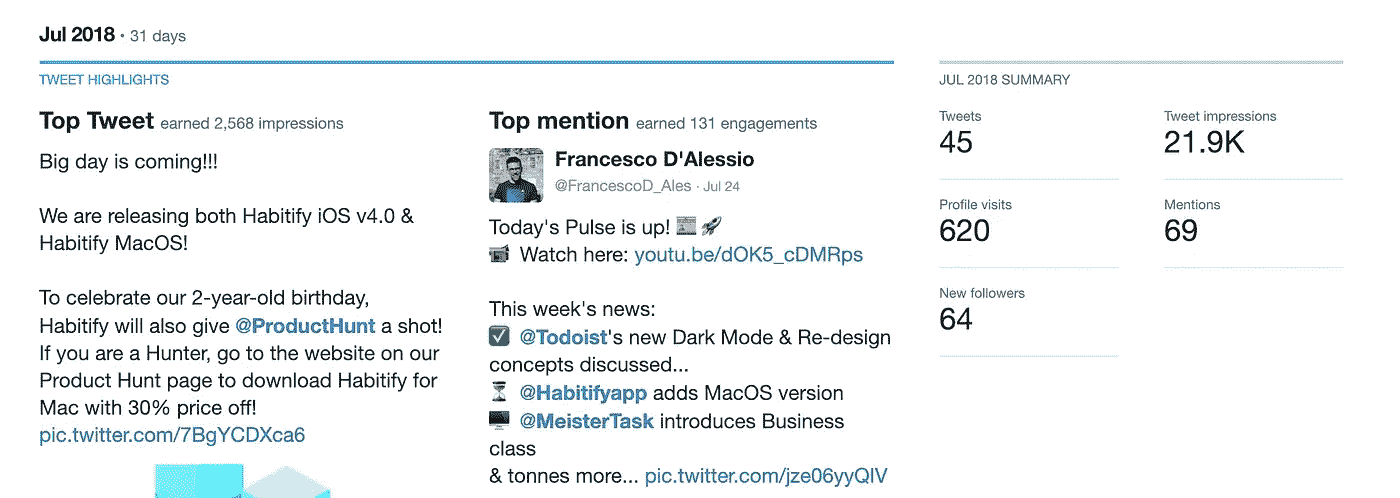 Jul 2018 • 31 days
TWEET HIGHLIGHTS
Top Tweet earned 2,568 impressions
Big day is coming!!!
We are releasing both Habitify iOS v4.0 &
Habitify MacOS!
To celebrate our 2-year-old birthday,
Habitify will also give @ProductHunt a shot!
If you are a Hunter, go to the website on our
Product Hunt page to download Habitify for
Mac with 30% price off!
pic.twitter.com/7BgYCDXca6
Top mention earned 131 engagements
Francesco D'Alessio
@FrancescoD_Ales · Jul 24
Today's Pulse is up! 📰 🚀
📹 Watch here: youtu.be/dOK5_cDMRps
This week's news:
☑️ @Todoist's new Dark Mode & Re-design
concepts discussed...
⏳ @Habitifyapp adds MacOS version
🖥️ @MeisterTask introduces Business
class
& tonnes more... pic.twitter.com/jze06yyQIV
JUL 2018 SUMMARY
Tweets
45
Tweet impressions
21.9K
Profile visits
620
Mentions
69
New followers
64